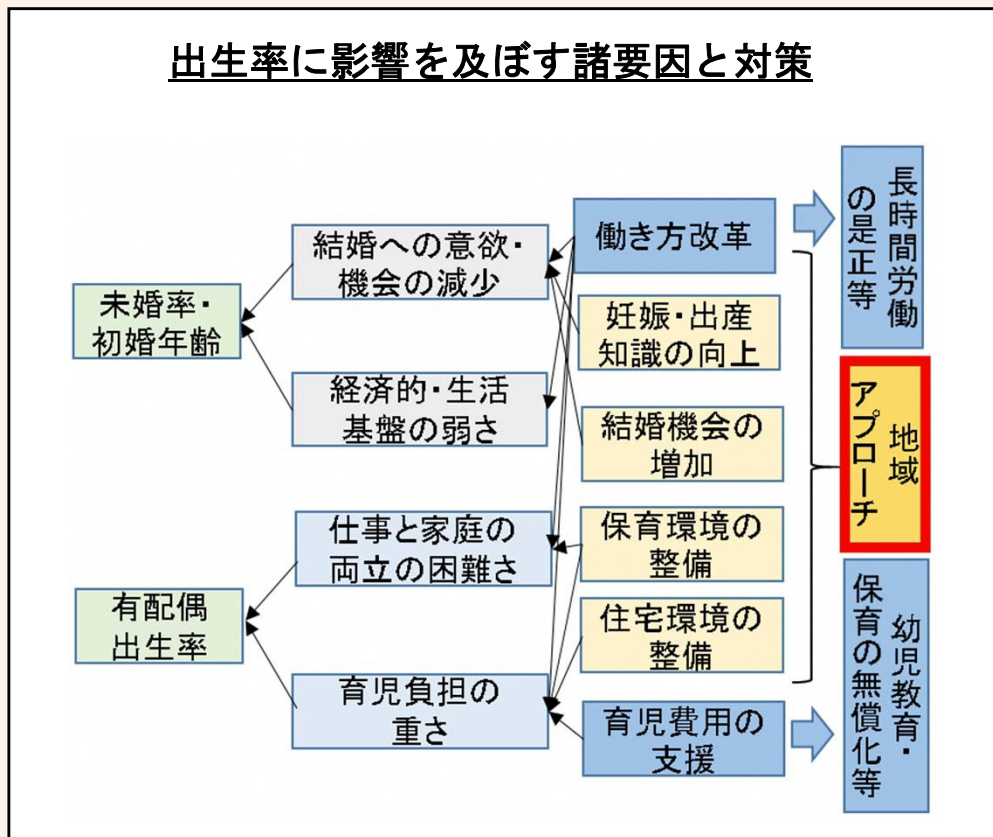 出生率に影響を及ぼす諸要因と対策
未婚率・
初婚年齢
有配偶
出生率
結婚への意欲・
機会の減少
経済的・生活
基盤の弱さ
仕事と家庭の
両立の困難さ
育児負担の
重さ
働き方改革
妊娠・出産
知識の向上
結婚機会の
増加
保育環境の
整備
住宅環境の
整備
育児費用の
支援
長時間労働
の是正等
地域
アプローチ
幼児教育・
保育の無償化等